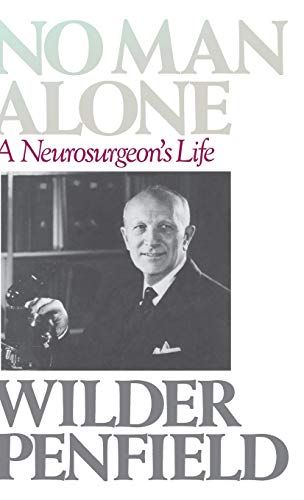 NO MAN
ALONE
A Neurosurgeon's Life
WILDER
PENFIELD